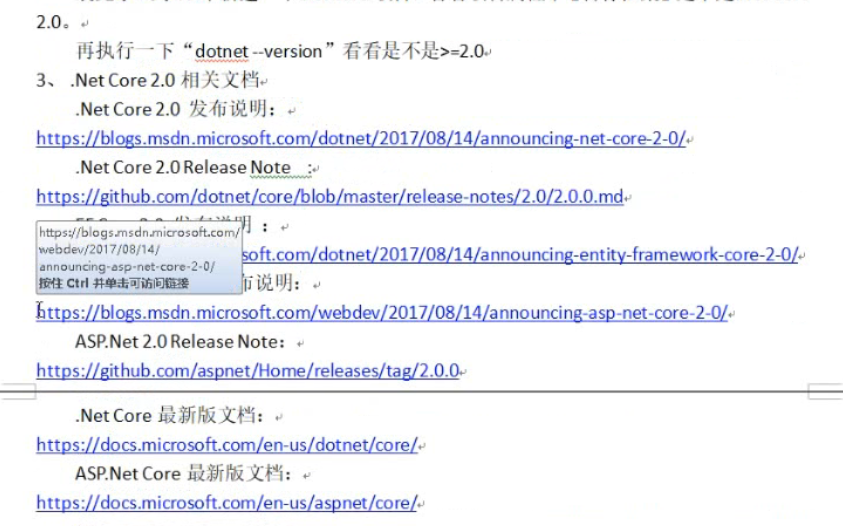 2.0。
再执行一下“dotnet --version”看看是不是>=2.0
3、 .Net Core 2.0 相关文档
.Net Core 2.0 发布说明：
https://blogs.msdn.microsoft.com/dotnet/2017/08/14/announcing-net-core-2-0/
.Net Core 2.0 Release Note :
https://github.com/dotnet/core/blob/master/release-notes/2.0/2.0.0.md
：
https://blogs.msdn.microsoft.com/
webdev/2017/08/14/
announcing-asp-net-core-2-0/
按住 Ctrl 并单击可访问链接
soft.com/dotnet/2017/08/14/announcing-entity-framework-core-2-0/
布说明：
https://blogs.msdn.microsoft.com/webdev/2017/08/14/announcing-asp-net-core-2-0/
ASP.Net 2.0 Release Note：
https://github.com/aspnet/Home/releases/tag/2.0.0
.Net Core 最新版文档：
https://docs.microsoft.com/en-us/dotnet/core/
ASP.Net Core 最新版文档：
https://docs.microsoft.com/en-us/aspnet/core/